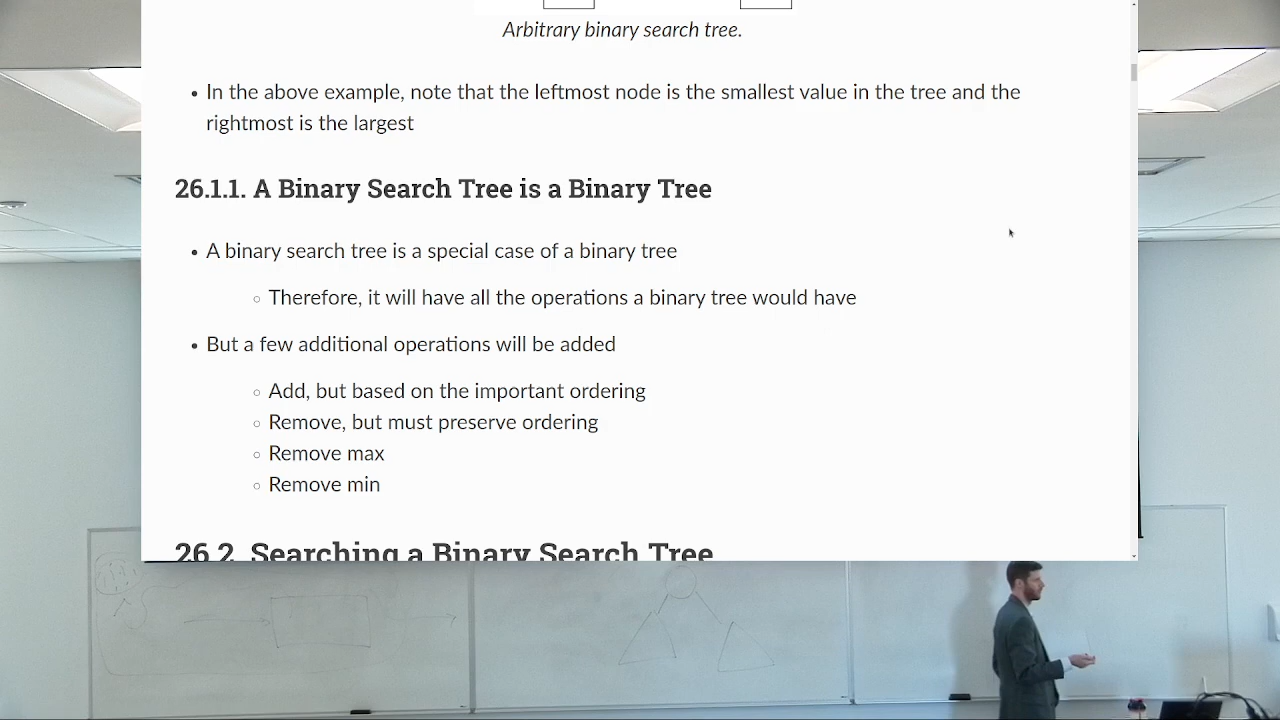 Arbitrary binary search tree.
• In the above example, note that the leftmost node is the smallest value in the tree and the
rightmost is the largest
26.1.1. A Binary Search Tree is a Binary Tree
• A binary search tree is a special case of a binary tree
◦ Therefore, it will have all the operations a binary tree would have
• But a few additional operations will be added
◦ Add, but based on the important ordering
◦ Remove, but must preserve ordering
◦ Remove max
◦ Remove min
26.2. Searching a Binary Search Tree